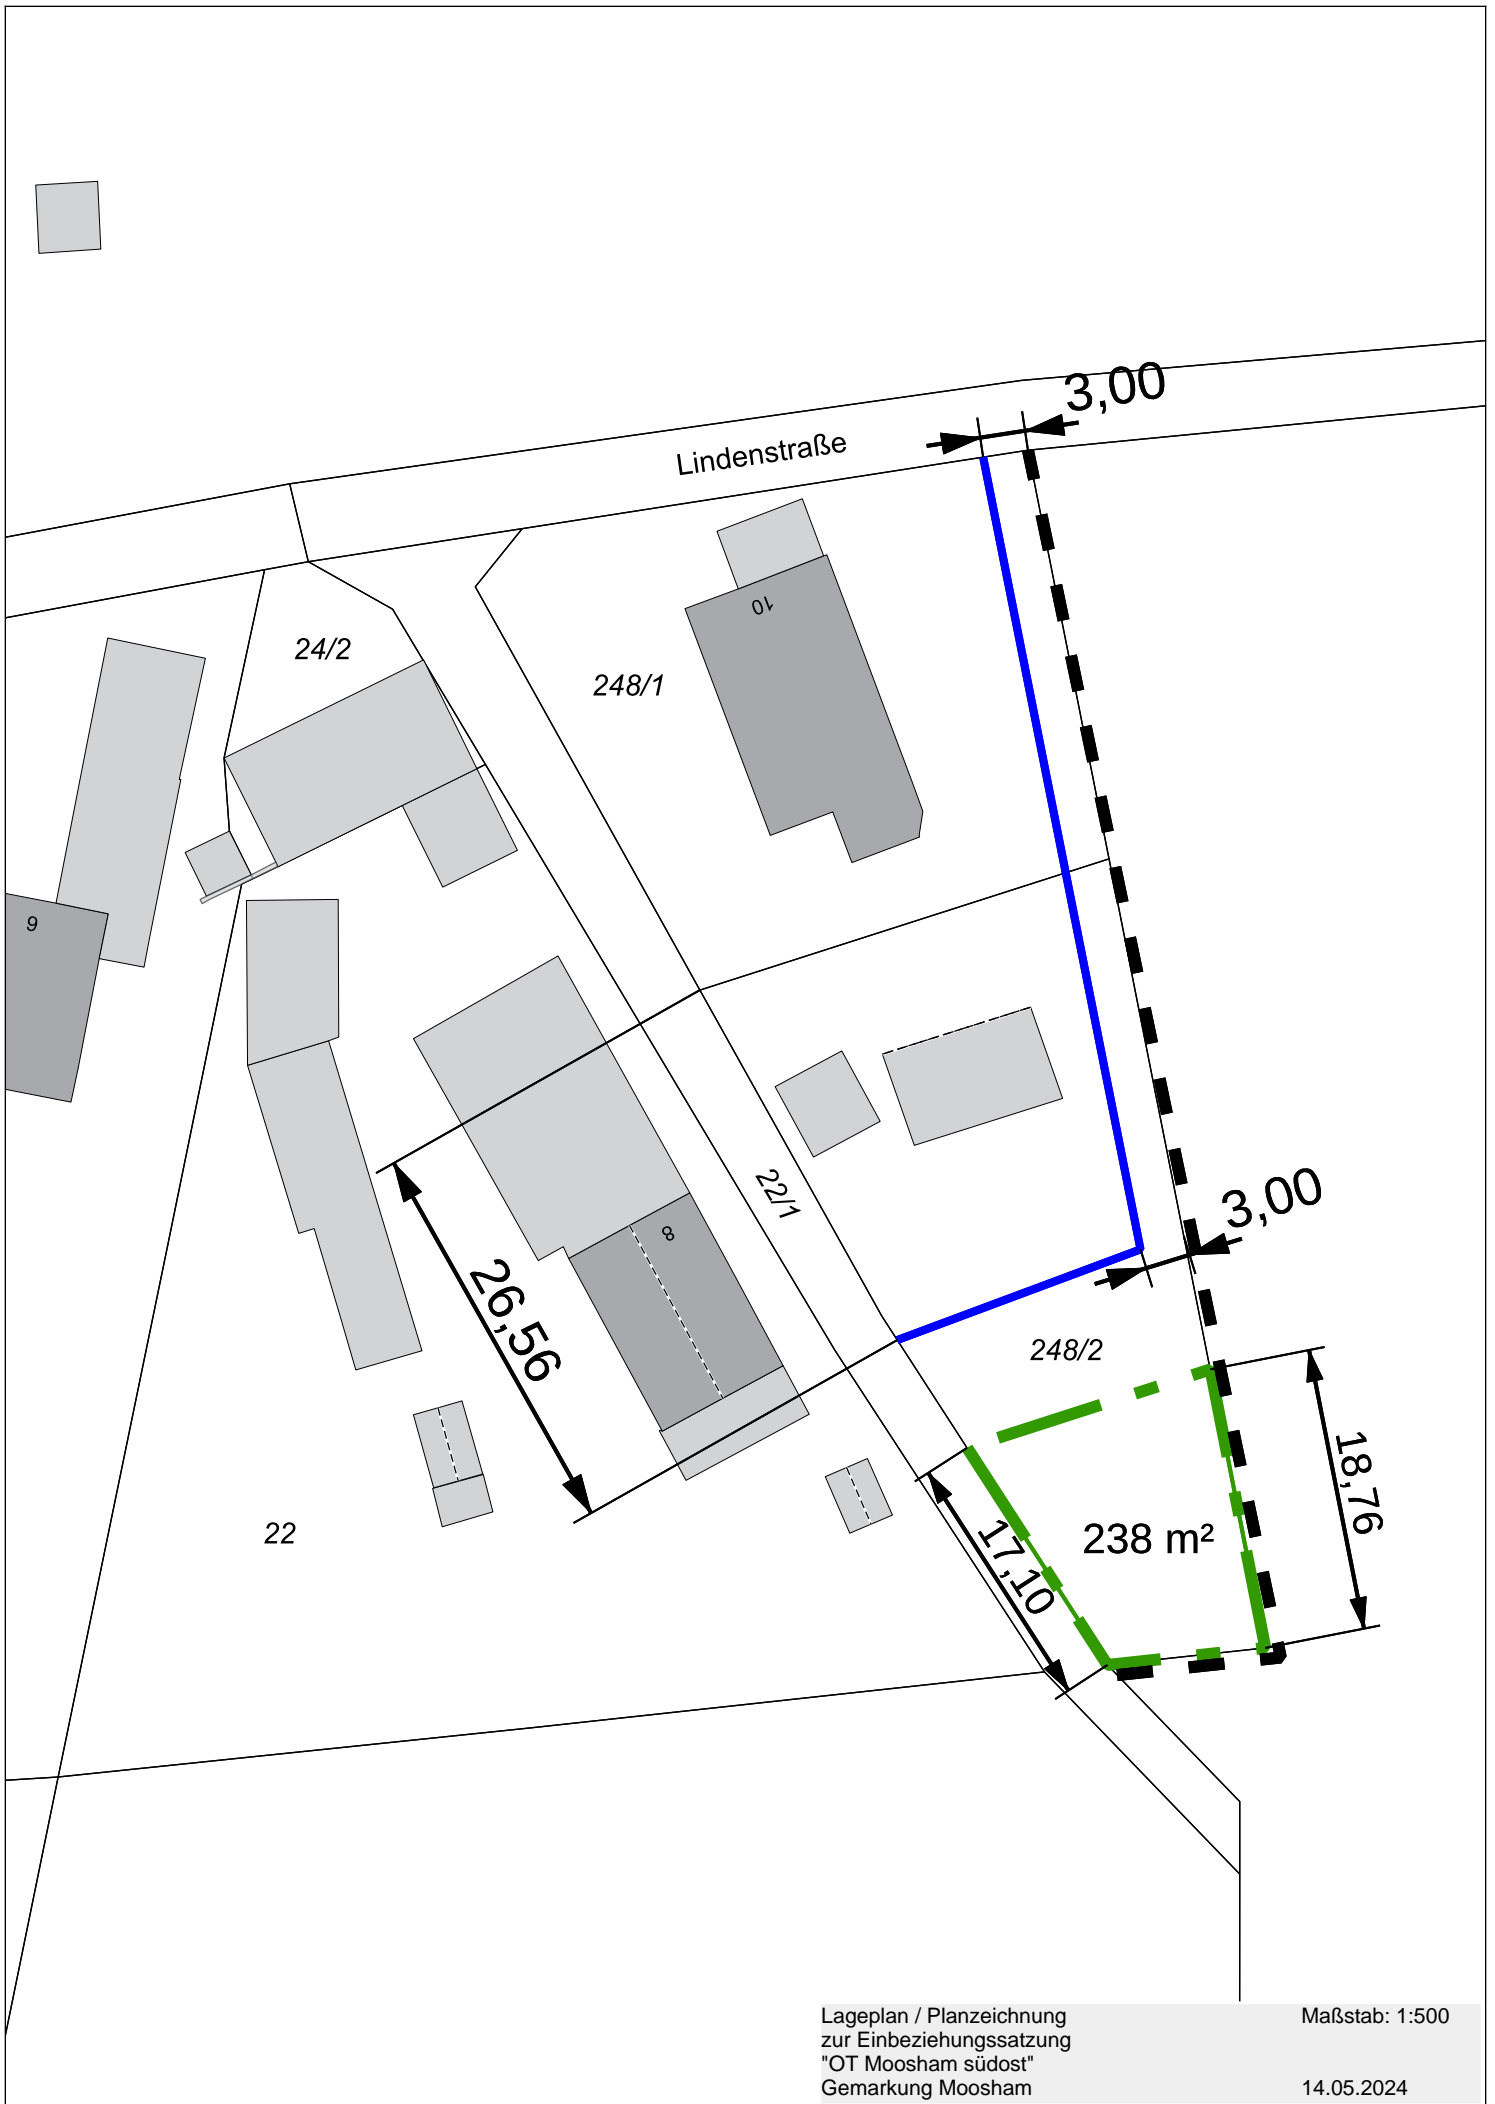 3,00
Lindenstraße
10
24/2
248/1
9
22/1
3,00
8
26,56
248/2
18,76
22
17,10
238 m²
Lageplan / Planzeichnung
Maßstab: 1:500
zur Einbeziehungssatzung
"OT Moosham südost"
Gemarkung Moosham
14.05.2024